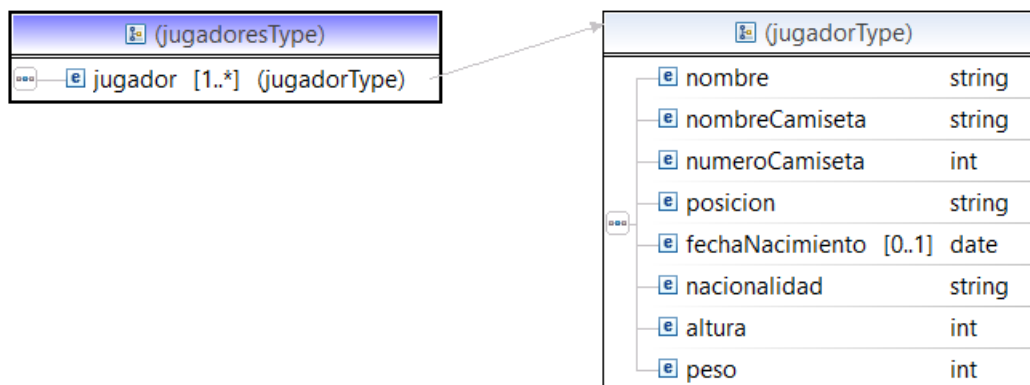 (jugadoresType)
jugador [1..*] (jugadorType)
(jugadorType)
nombre string
nombreCamiseta string
numeroCamiseta int
posicion string
fechaNacimiento [0..1] date
nacionalidad string
altura int
peso int